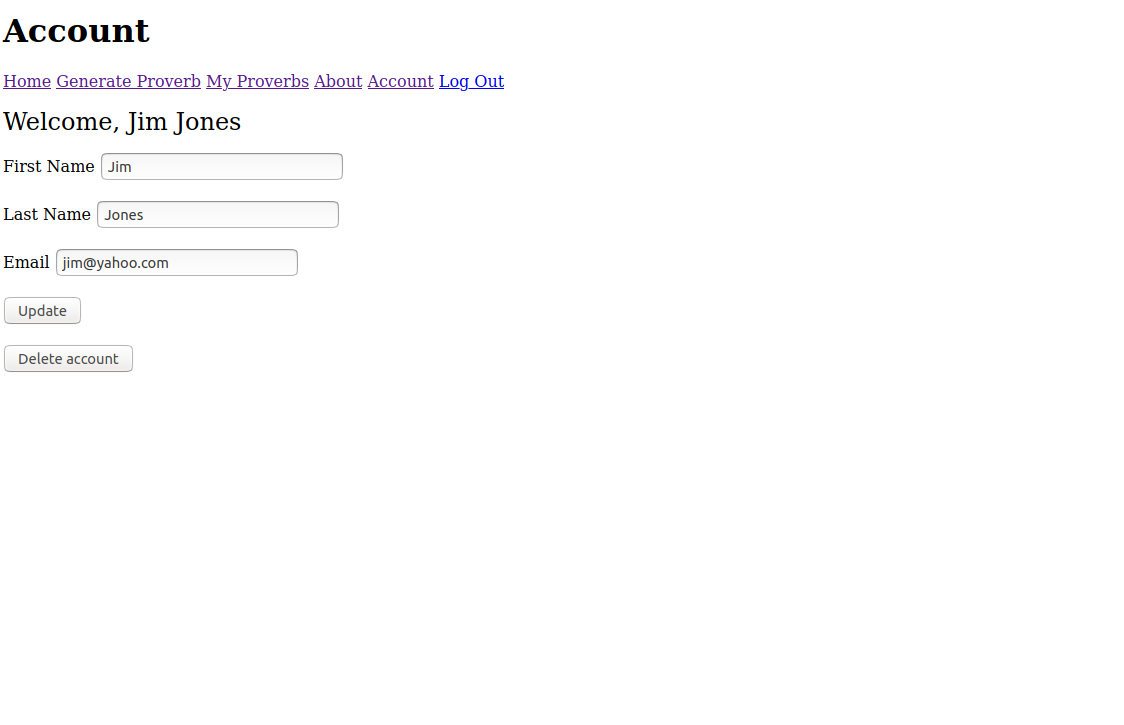 Account
Home Generate Proverb My Proverbs About Account Log Out
Welcome, Jim Jones
First Name Jim
Last Name Jones
Email jim@yahoo.com
Update
Delete account